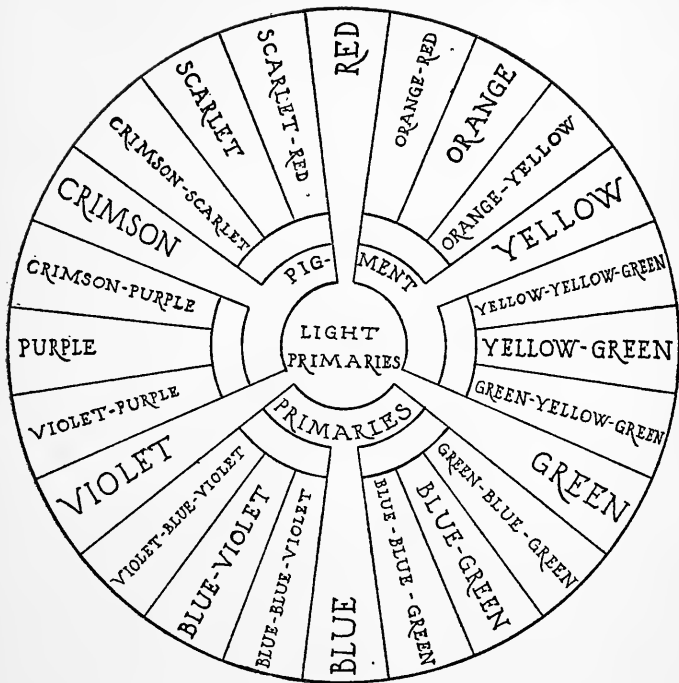 RED
ORANGE-RED
ORANGE
ORANGE-YELLOW
YELLOW
YELLOW-YELLOW-GREEN
YELLOW-GREEN
GREEN-YELLOW-GREEN
GREEN
GREEN-BLUE-GREEN
BLUE-GREEN
BLUE-BLUE-GREEN
BLUE
BLUE-BLUE-VIOLET
BLUE-VIOLET
VIOLET-BLUE-VIOLET
VIOLET
VIOLET-PURPLE
PURPLE
CRIMSON-PURPLE
CRIMSON
CRIMSON-SCARLET
SCARLET
SCARLET-RED
PIG-
MENT
PRIMARIES
LIGHT
PRIMARIES